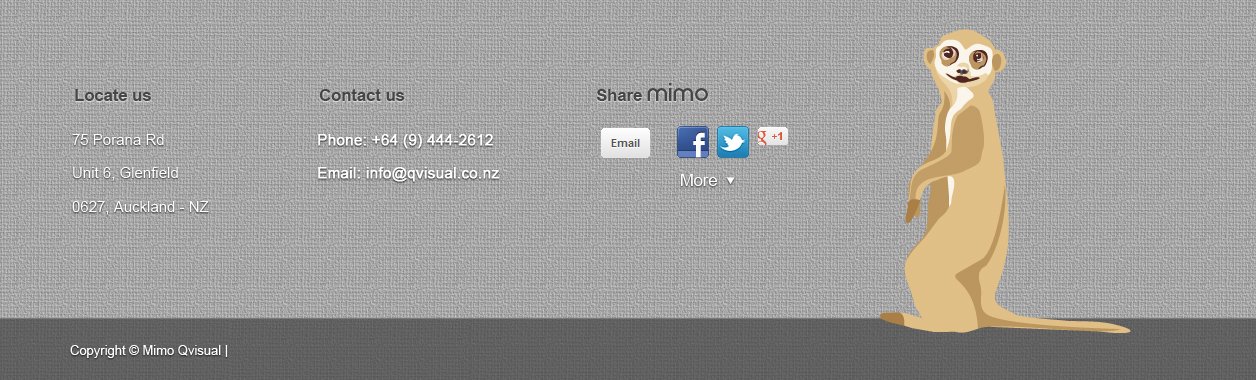 Locate us
75 Porana Rd
Unit 6, Glenfield
0627, Auckland - NZ
Contact us
Phone: +64 (9) 444-2612
Email: info@qvisual.co.nz
Share mimo
Email
f
g +1
More ▼
Copyright © Mimo Qvisual |